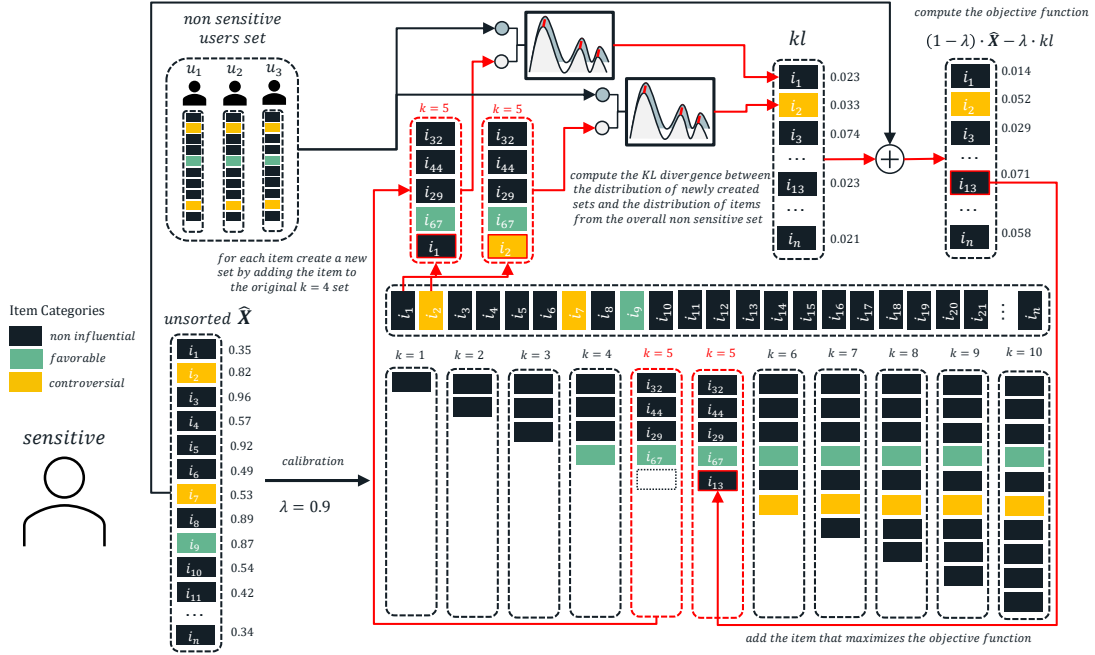 non sensitive
users set
u1 u2 u3
for each item create a new
set by adding the item to
the original k = 4 set
k = 5
i32
i44
i29
i67
i1
k = 5
i32
i44
i29
i67
i2
compute the KL divergence between
the distribution of newly created
sets and the distribution of items
from the overall non sensitive set
kl
i1 0.023
i2 0.033
i3 0.074
...
i13 0.023
...
in 0.021
+
compute the objective function
(1 − λ) · X̂ − λ · kl
i1 0.014
i2 0.052
i3 0.029
...
i13 0.071
...
in 0.058
i1 i2 i3 i4 i5 i6 i7 i8 i9 i10 i11 i12 i13 i14 i15 i16 i17 i18 i19 i20 i21 ... in
Item Categories
non influential
favorable
controversial
sensitive
unsorted X̂
i1 0.35
i2 0.82
i3 0.96
i4 0.57
i5 0.92
i6 0.49
i7 0.53
i8 0.89
i9 0.87
i10 0.54
i11 0.42
...
in 0.34
calibration
λ = 0.9
k = 1 k = 2 k = 3 k = 4 k = 5 k = 5 k = 6 k = 7 k = 8 k = 9 k = 10
i32 i32
i44 i44
i29 i29
i67 i67
i13
add the item that maximizes the objective function